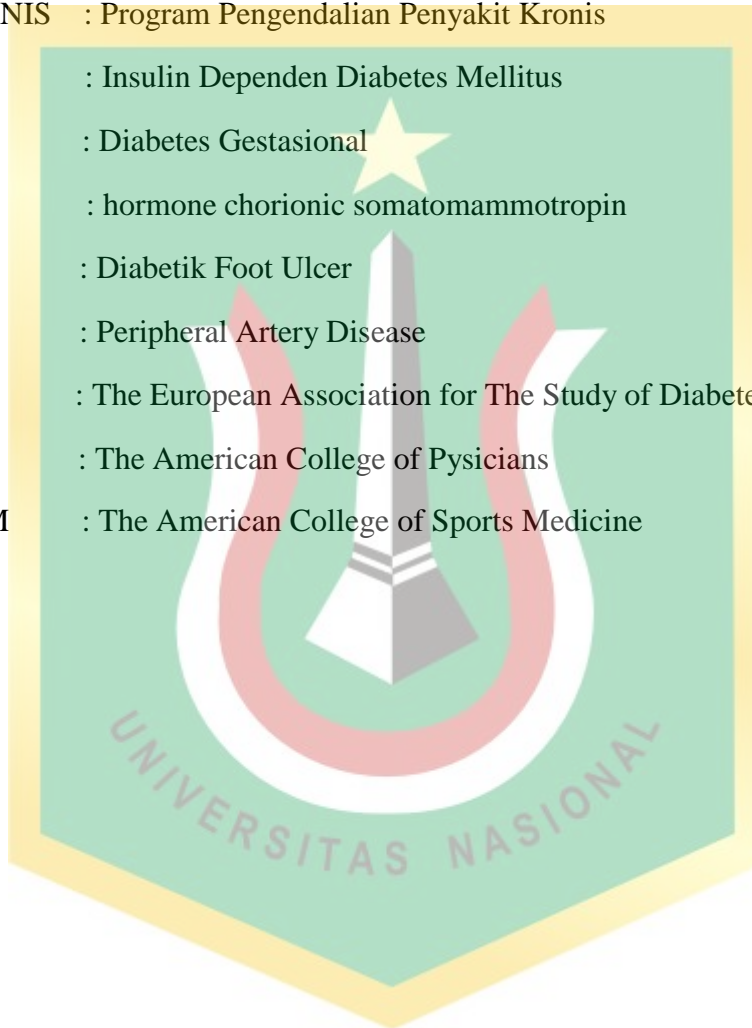 NIS : Program Pengendalian Penyakit Kronis
: Insulin Dependen Diabetes Mellitus
: Diabetes Gestasional
: hormone chorionic somatomammotropin
: Diabetik Foot Ulcer
: Peripheral Artery Disease
: The European Association for The Study of Diabete
: The American College of Pysicians
M : The American College of Sports Medicine
UNIVERSITAS NASIONAL